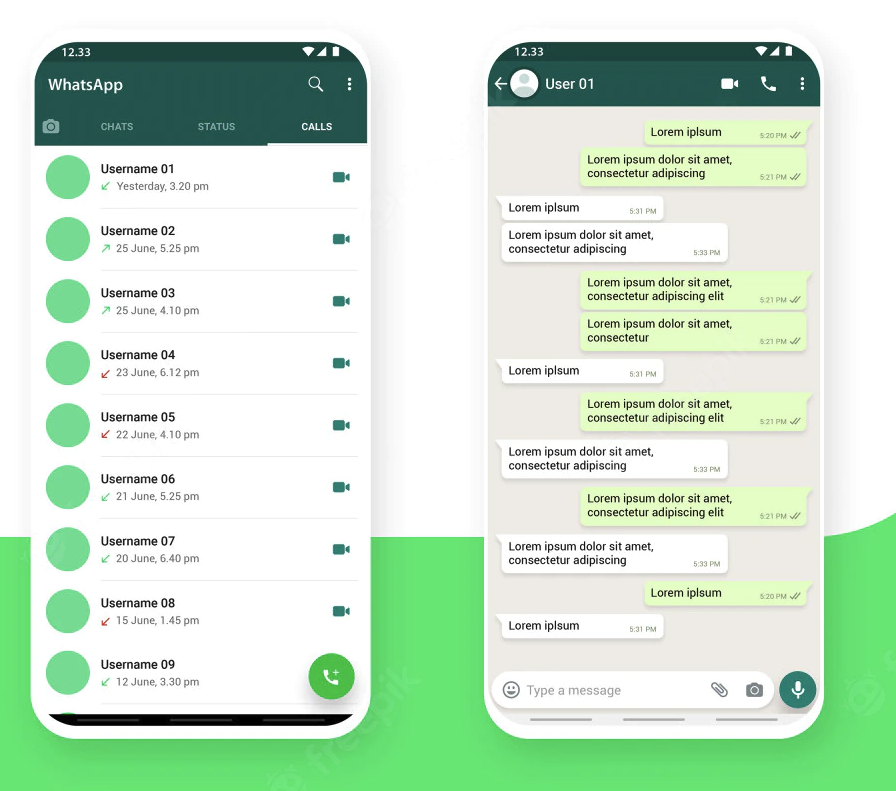 12.33
WhatsApp
CHATS STATUS CALLS
Username 01
Yesterday, 3.20 pm
Username 02
25 June, 5.25 pm
Username 03
25 June, 4.10 pm
Username 04
23 June, 6.12 pm
Username 05
22 June, 4.10 pm
Username 06
21 June, 5.25 pm
Username 07
20 June, 6.40 pm
Username 08
15 June, 1.45 pm
Username 09
12 June, 3.30 pm
12.33
User 01
Lorem iplsum 5:20 PM
Lorem ipsum dolor sit amet,
consectetur adipiscing 5:21 PM
Lorem iplsum 5:31 PM
Lorem ipsum dolor sit amet,
consectetur adipiscing 5:33 PM
Lorem ipsum dolor sit amet,
consectetur adipiscing elit 5:21 PM
Lorem ipsum dolor sit amet,
consectetur 5:21 PM
Lorem iplsum 5:31 PM
Lorem ipsum dolor sit amet,
consectetur adipiscing elit 5:21 PM
Lorem ipsum dolor sit amet,
consectetur adipiscing 5:33 PM
Lorem ipsum dolor sit amet,
consectetur adipiscing elit 5:21 PM
Lorem ipsum dolor sit amet,
consectetur adipiscing 5:33 PM
Lorem iplsum 5:20 PM
Lorem iplsum 5:31 PM
Type a message
freepik